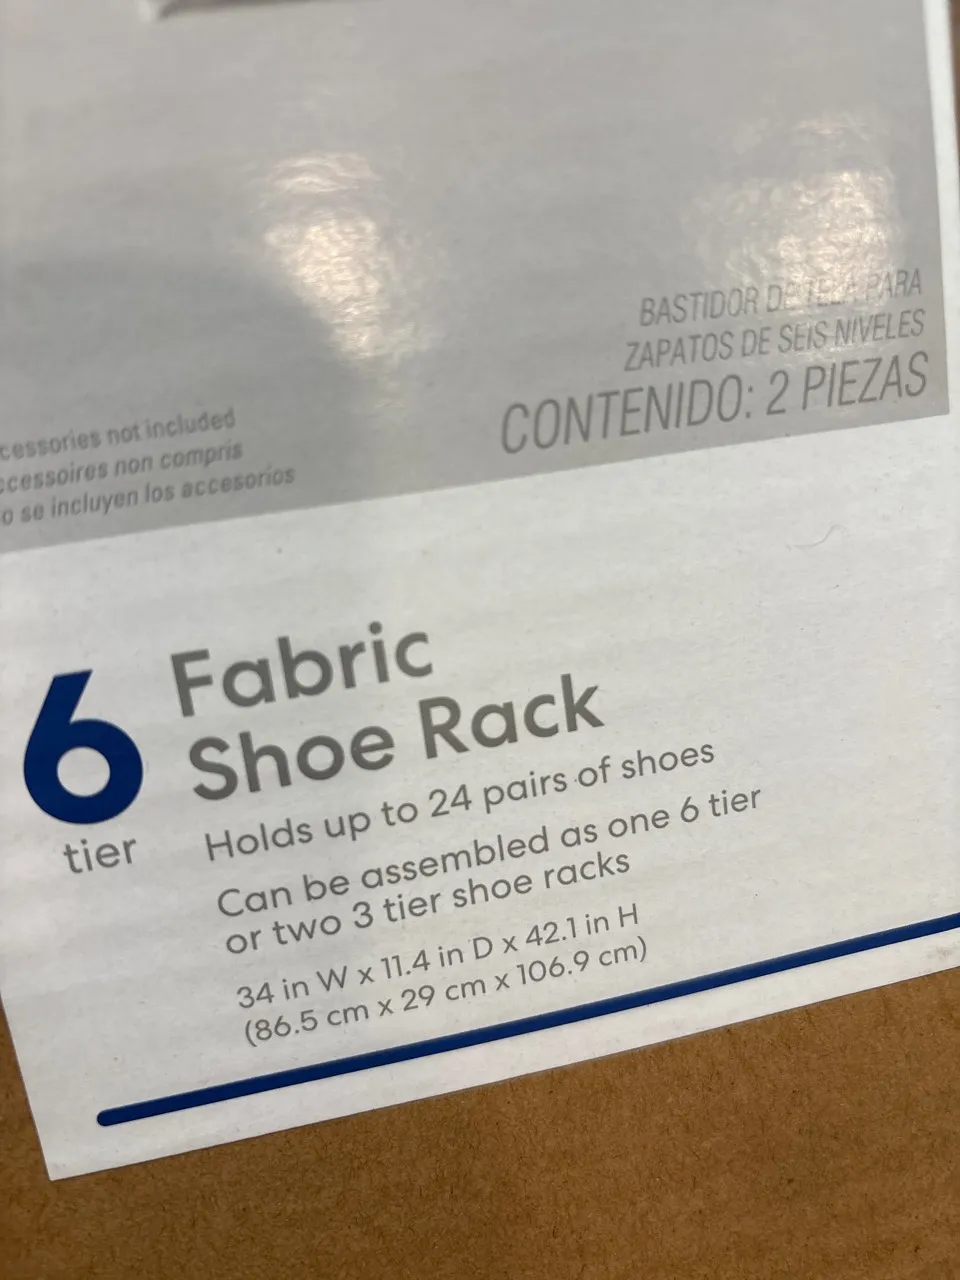 BASTIDOR DE TELA PARA
ZAPATOS DE SEIS NIVELES
CONTENIDO: 2 PIEZAS
cessories not included
ccessoires non compris
o se incluyen los accesorios
6
tier
Fabric
Shoe Rack
Holds up to 24 pairs of shoes
Can be assembled as one 6 tier
or two 3 tier shoe racks
34 in W x 11.4 in D x 42.1 in H
(86.5 cm x 29 cm x 106.9 cm)